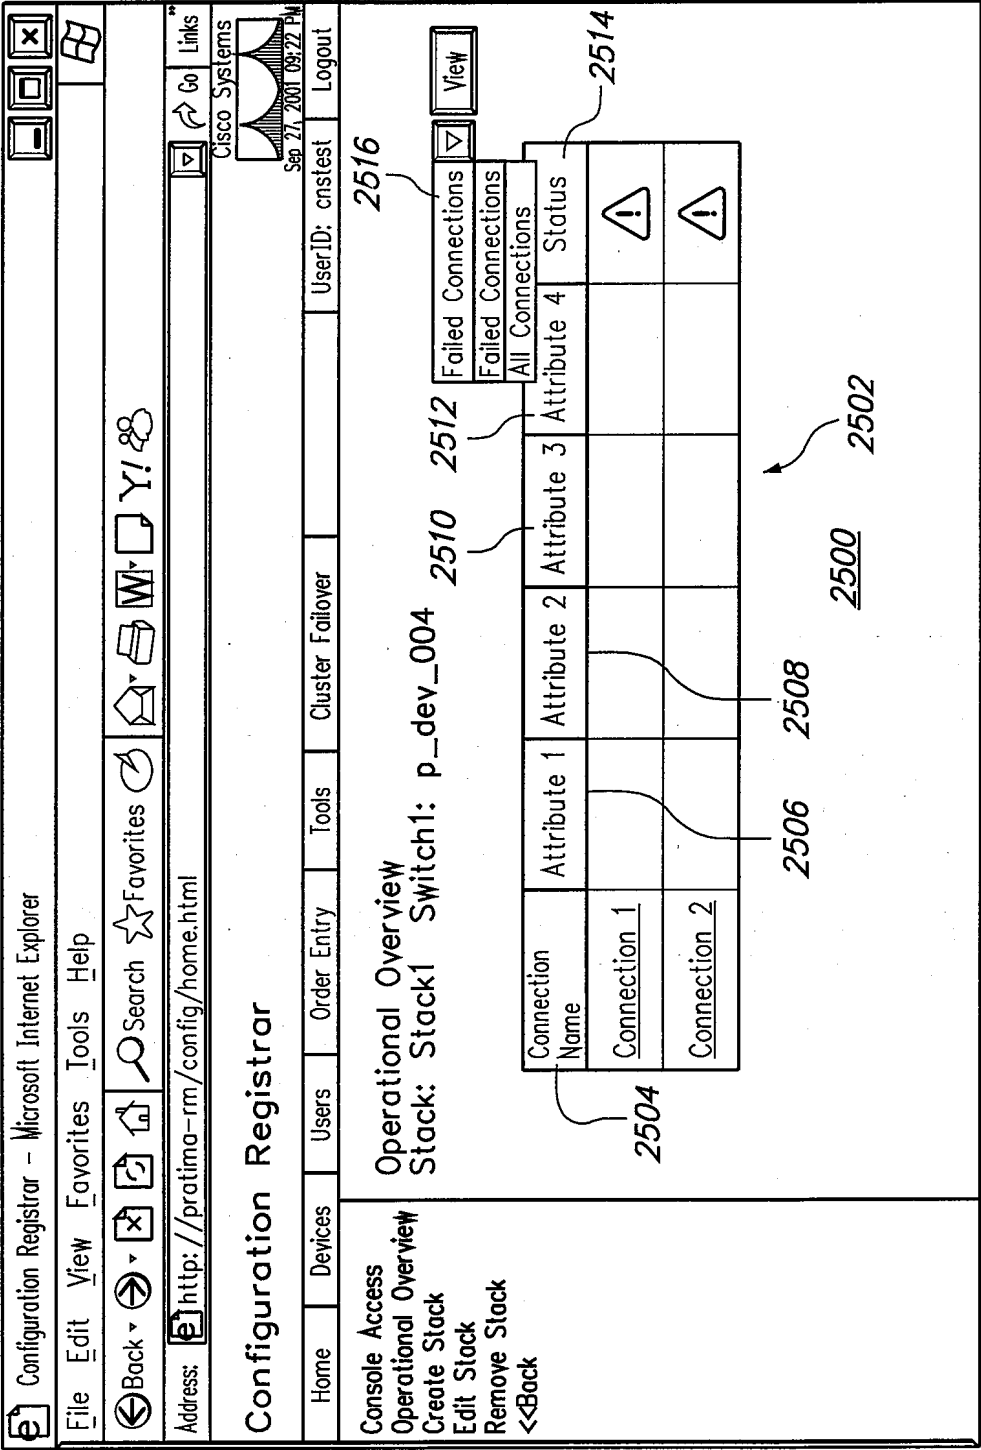 Configuration Registrar - Microsoft Internet Explorer
File Edit View Favorites Tools Help
Back Search Favorites W Y!
Address: http://pratima-rm/config/home.html Go Links »
Cisco Systems
Configuration Registrar
Sep 27, 2001 09:22 PM
Home Devices Users Order Entry Tools Cluster Failover UserID: cnstest Logout
Console Access
Operational Overview
Create Stack
Edit Stack
Remove Stack
<<Back
Operational Overview
Stack: Stack1 Switch1: p_dev_004
2516
Failed Connections View
Failed Connections
All Connections
2510 2512 2514
Connection Name Attribute 1 Attribute 2 Attribute 3 Attribute 4 Status
Connection 1 !
Connection 2 !
2504 2506 2508 2502
2500